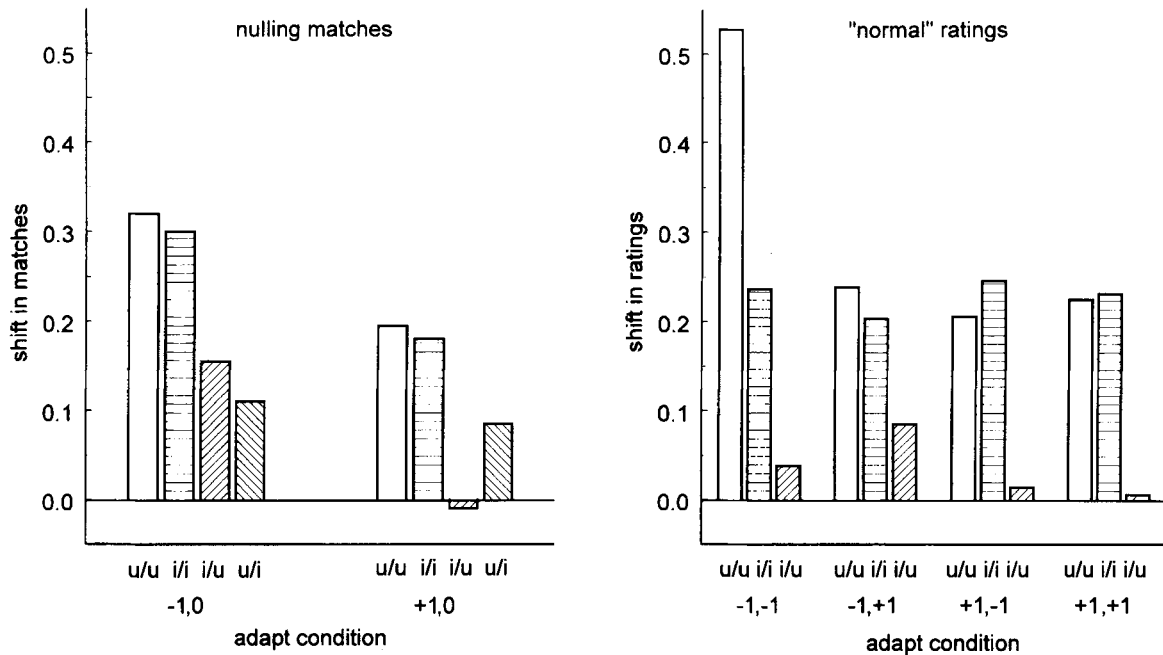 nulling matches
0.5
0.4
0.3
0.2
0.1
0.0
shift in matches
u/u i/i i/u u/i
u/u i/i i/u u/i
-1,0
+1,0
adapt condition
"normal" ratings
0.5
0.4
0.3
0.2
0.1
0.0
shift in ratings
u/u i/i i/u
u/u i/i i/u
u/u i/i i/u
u/u i/i i/u
-1,-1
-1,+1
+1,-1
+1,+1
adapt condition